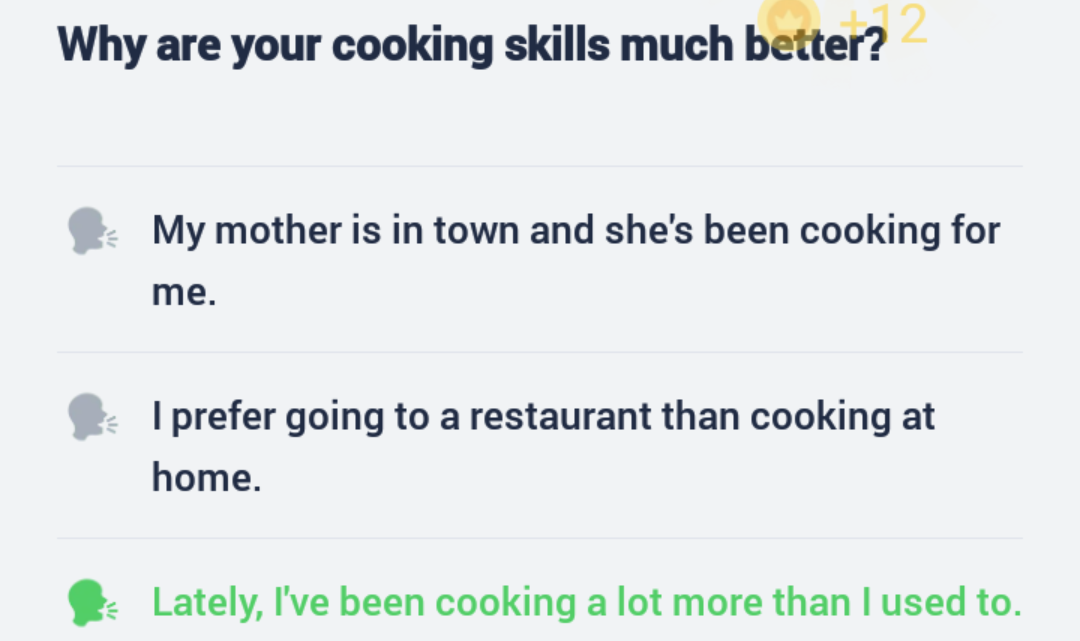 +12
Why are your cooking skills much better?
My mother is in town and she's been cooking for
me.
I prefer going to a restaurant than cooking at
home.
Lately, I've been cooking a lot more than I used to.